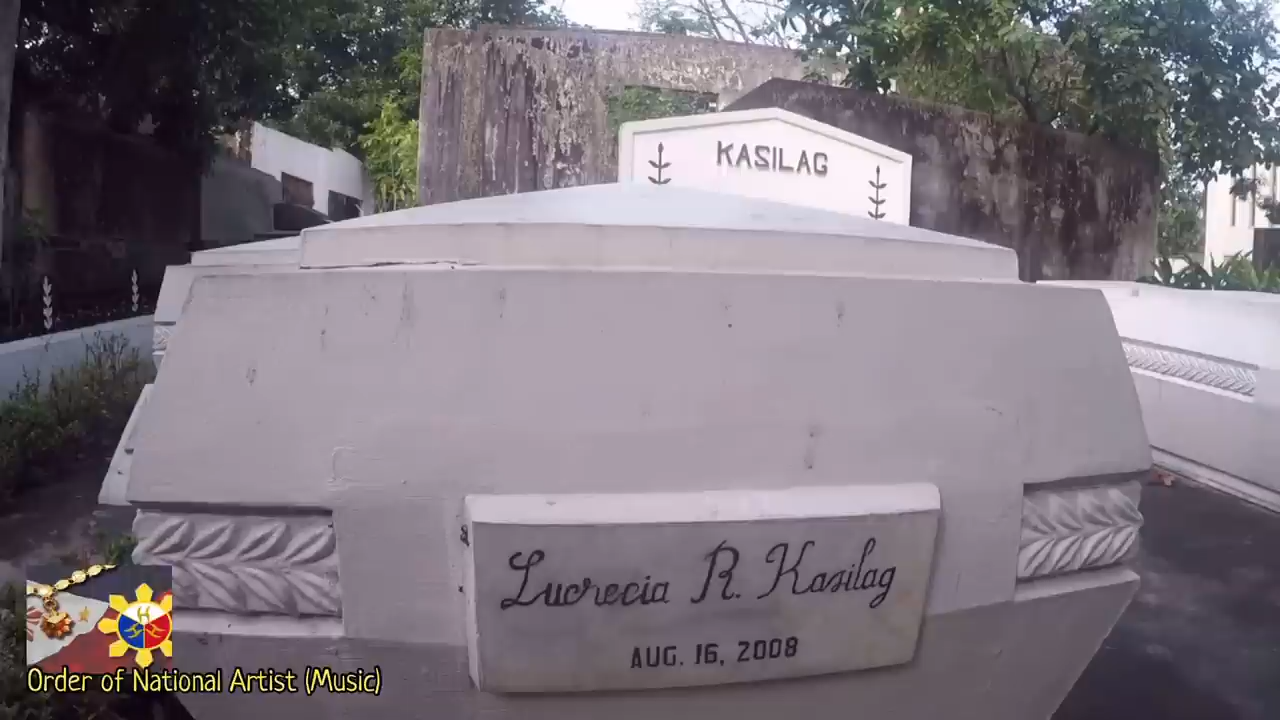 KASILAG
Lucrecia R. Kasilag
AUG. 16, 2008
H
Order of National Artist (Music)